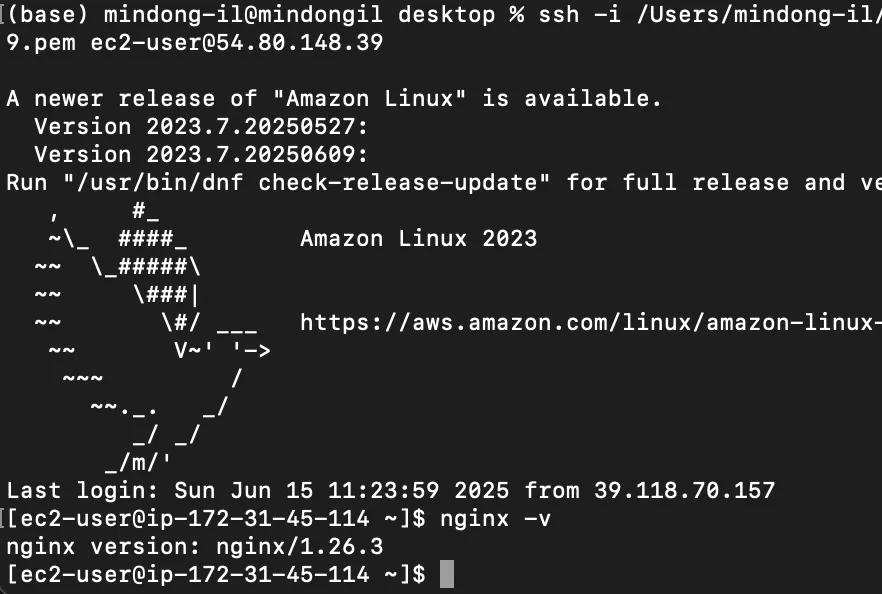 (base) mindong-il@mindongil desktop % ssh -i /Users/mindong-il/
9.pem ec2-user@54.80.148.39
A newer release of "Amazon Linux" is available.
  Version 2023.7.20250527:
  Version 2023.7.20250609:
Run "/usr/bin/dnf check-release-update" for full release and ve
   ,     #_
   ~\_  ####_        Amazon Linux 2023
  ~~  \_#####\
  ~~     \###|
  ~~       \#/ ___   https://aws.amazon.com/linux/amazon-linux-
   ~~       V~' '->
    ~~~         /
      ~~._.   _/
         _/ _/
       _/m/'
Last login: Sun Jun 15 11:23:59 2025 from 39.118.70.157
[ec2-user@ip-172-31-45-114 ~]$ nginx -v
nginx version: nginx/1.26.3
[ec2-user@ip-172-31-45-114 ~]$